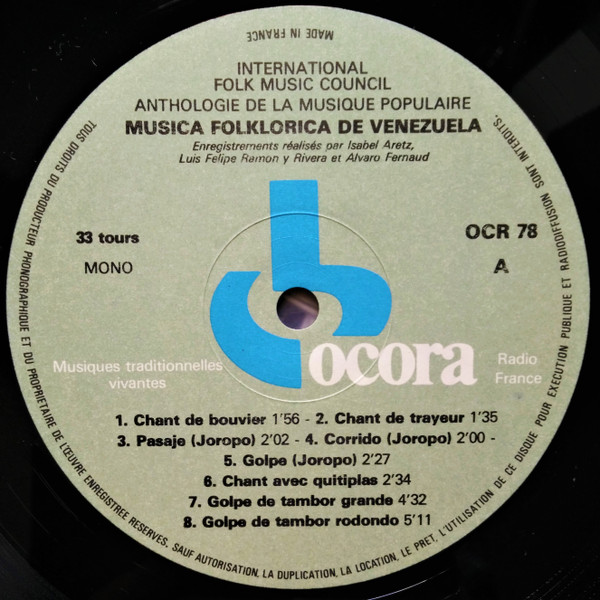 MADE IN FRANCE
INTERNATIONAL
FOLK MUSIC COUNCIL
ANTHOLOGIE DE LA MUSIQUE POPULAIRE
MUSICA FOLKLORICA DE VENEZUELA
Enregistrements réalisés par Isabel Aretz,
Luis Felipe Ramon y Rivera et Alvaro Fernaud
33 tours
MONO
OCR 78
A
Musiques traditionnelles
vivantes
ocora
Radio
France
1. Chant de bouvier 1'56 - 2. Chant de trayeur 1'35
3. Pasaje (Joropo) 2'02 - 4. Corrido (Joropo) 2'00 -
5. Golpe (Joropo) 2'27
6. Chant avec quitiplas 2'34
7. Golpe de tambor grande 4'32
8. Golpe de tambor rodondo 5'11
TOUS DROITS DU PRODUCTEUR PHONOGRAPHIQUE ET DU PROPRIETAIRE DE L'ŒUVRE ENREGISTREE RESERVES. SAUF AUTORISATION, LA DUPLICATION, LA LOCATION, LE PRET, L'UTILISATION DE CE DISQUE POUR EXECUTION PUBLIQUE ET RADIODIFFUSION SONT INTERDITS.